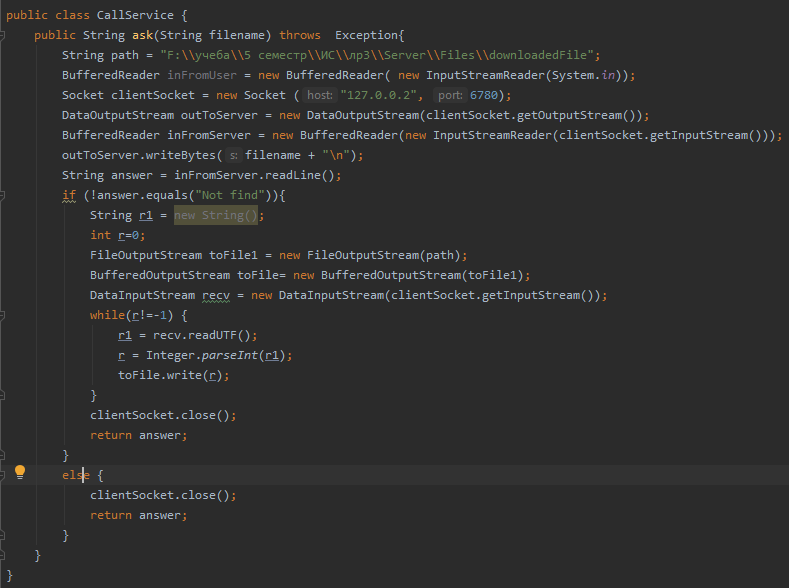 public class CallService {
    public String ask(String filename) throws  Exception{
        String path = "F:\\учеба\\5 семестр\\ИС\\лр3\\Server\\Files\\downloadedFile";
        BufferedReader inFromUser = new BufferedReader( new InputStreamReader(System.in));
        Socket clientSocket = new Socket ( host: "127.0.0.2", port: 6780);
        DataOutputStream outToServer = new DataOutputStream(clientSocket.getOutputStream());
        BufferedReader inFromServer = new BufferedReader(new InputStreamReader(clientSocket.getInputStream()));
        outToServer.writeBytes( s: filename + "\n");
        String answer = inFromServer.readLine();
        if (!answer.equals("Not find")){
            String r1 = new String();
            int r=0;
            FileOutputStream toFile1 = new FileOutputStream(path);
            BufferedOutputStream toFile= new BufferedOutputStream(toFile1);
            DataInputStream recv = new DataInputStream(clientSocket.getInputStream());
            while(r!=-1) {
                r1 = recv.readUTF();
                r = Integer.parseInt(r1);
                toFile.write(r);
            }
            clientSocket.close();
            return answer;
        }
        else {
            clientSocket.close();
            return answer;
        }
    }
}